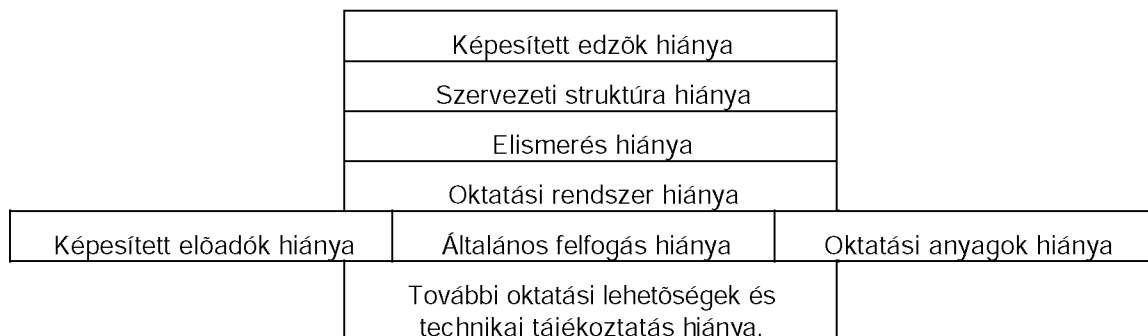 Képesített edzõk hiánya
Szervezeti struktúra hiánya
Elismerés hiánya
Oktatási rendszer hiánya
Képesített elõadók hiánya
Általános felfogás hiánya
Oktatási anyagok hiánya
További oktatási lehetõségek és
technikai tájékoztatás hiánya.